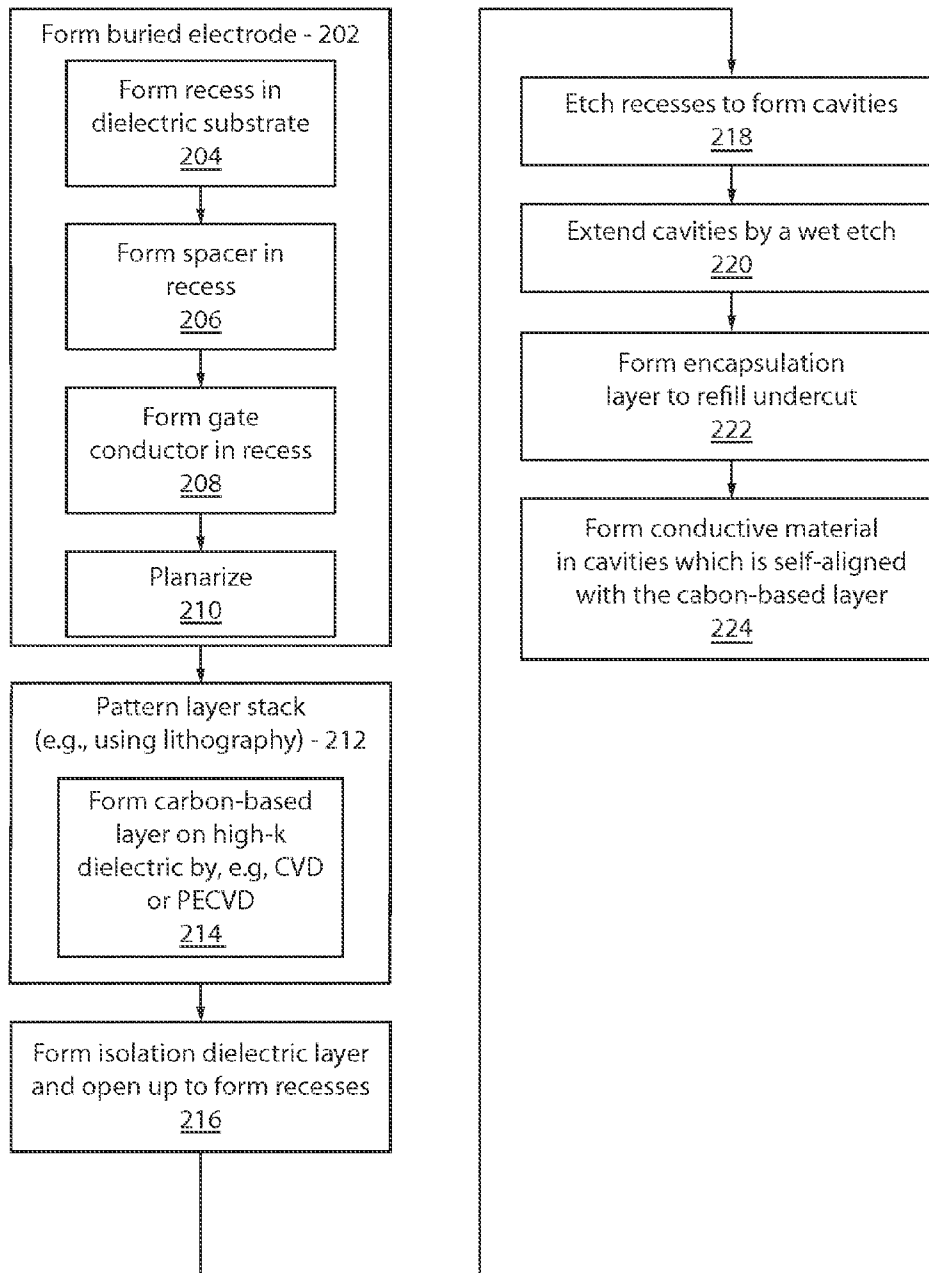 Form buried electrode - 202
Form recess in
dielectric substrate
204
Form spacer in
recess
206
Form gate
conductor in recess
208
Planarize
210
Pattern layer stack
(e.g., using lithography) - 212
Form carbon-based
layer on high-k
dielectric by, e.g, CVD
or PECVD
214
Form isolation dielectric layer
and open up to form recesses
216
Etch recesses to form cavities
218
Extend cavities by a wet etch
220
Form encapsulation
layer to refill undercut
222
Form conductive material
in cavities which is self-aligned
with the cabon-based layer
224